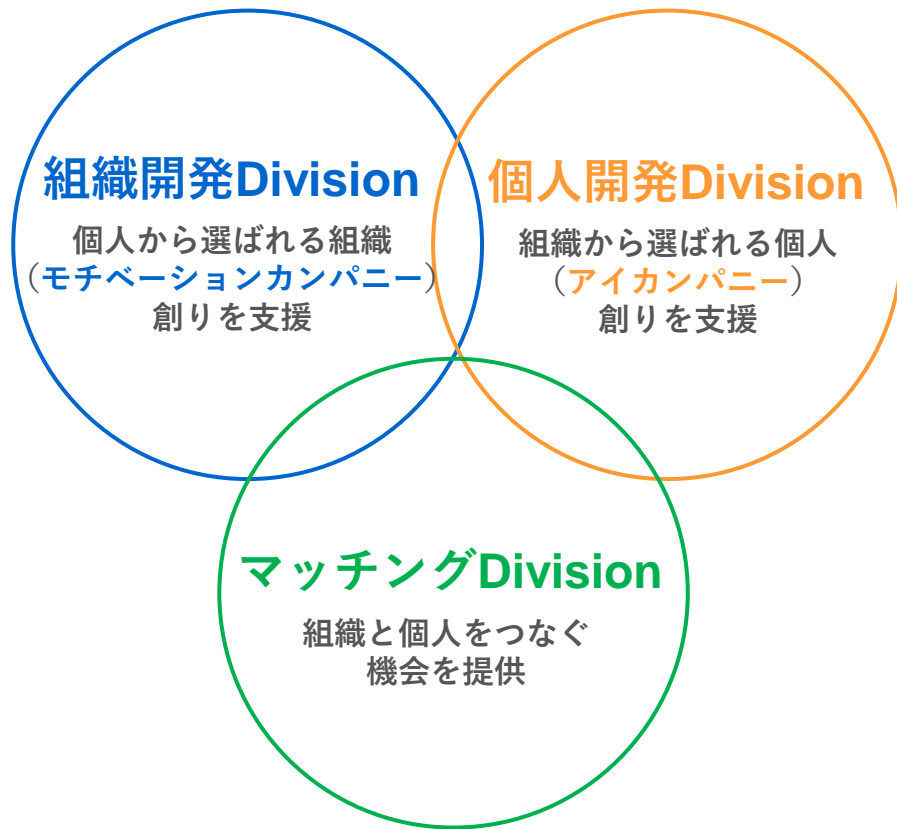 組織開発Division
個人から選ばれる組織
(モチベーションカンパニー)
創りを支援
個人開発Division
組織から選ばれる個人
(アイカンパニー)
創りを支援
マッチングDivision
組織と個人をつなぐ
機会を提供